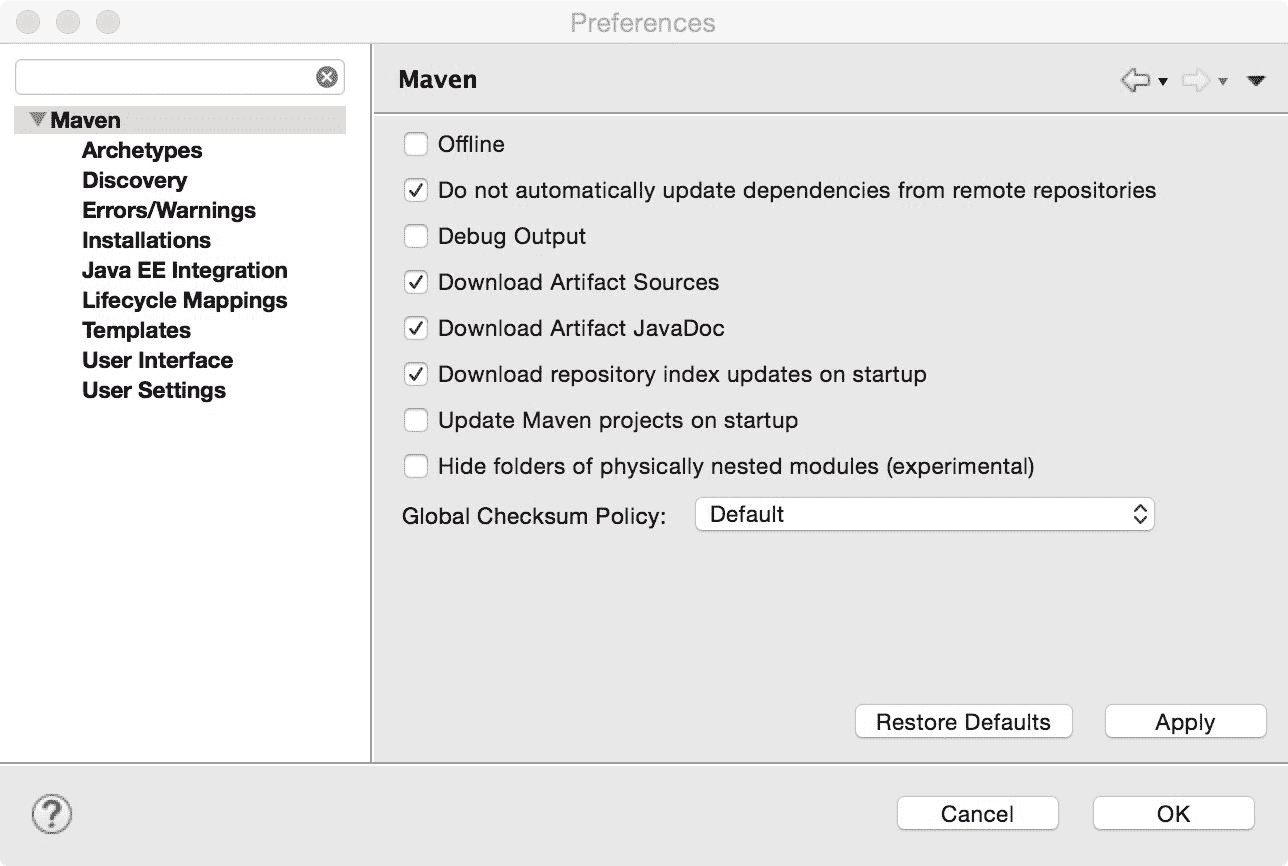 Preferences
Maven
Archetypes
Discovery
Errors/Warnings
Installations
Java EE Integration
Lifecycle Mappings
Templates
User Interface
User Settings
Maven
Offline
Do not automatically update dependencies from remote repositories
Debug Output
Download Artifact Sources
Download Artifact JavaDoc
Download repository index updates on startup
Update Maven projects on startup
Hide folders of physically nested modules (experimental)
Global Checksum Policy: Default
Restore Defaults Apply
? Cancel OK